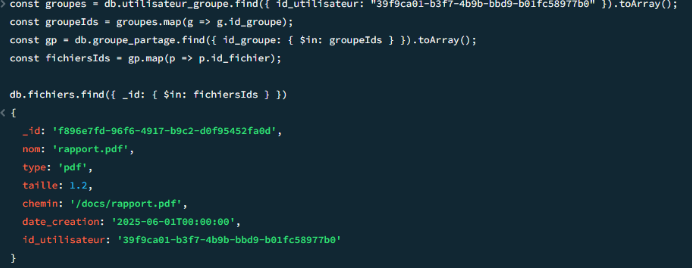 > const groupes = db.utilisateur_groupe.find({ id_utilisateur: "39f9ca01-b3f7-4b9b-bbd9-b01fc58977b0" }).toArray();
const groupeIds = groupes.map(g => g.id_groupe);
const gp = db.groupe_partage.find({ id_groupe: { $in: groupeIds } }).toArray();
const fichiersIds = gp.map(p => p.id_fichier);
db.fichiers.find({ _id: { $in: fichiersIds } })
< {
_id: 'f896e7fd-96f6-4917-b9c2-d0f95452fa0d',
nom: 'rapport.pdf',
type: 'pdf',
taille: 1.2,
chemin: '/docs/rapport.pdf',
date_creation: '2025-06-01T00:00:00',
id_utilisateur: '39f9ca01-b3f7-4b9b-bbd9-b01fc58977b0'
}